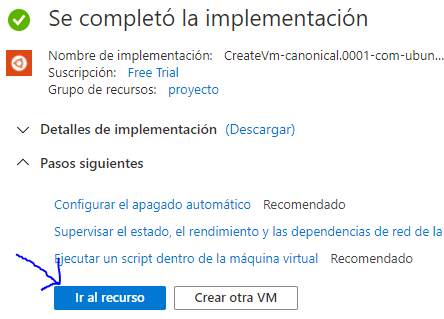 Se completó la implementación
Nombre de implementación: CreateVm-canonical.0001-com-ubun...
Suscripción: Free Trial
Grupo de recursos: proyecto
Detalles de implementación (Descargar)
Pasos siguientes
Configurar el apagado automático Recomendado
Supervisar el estado, el rendimiento y las dependencias de red de la
Ejecutar un script dentro de la máquina virtual Recomendado
Ir al recurso Crear otra VM